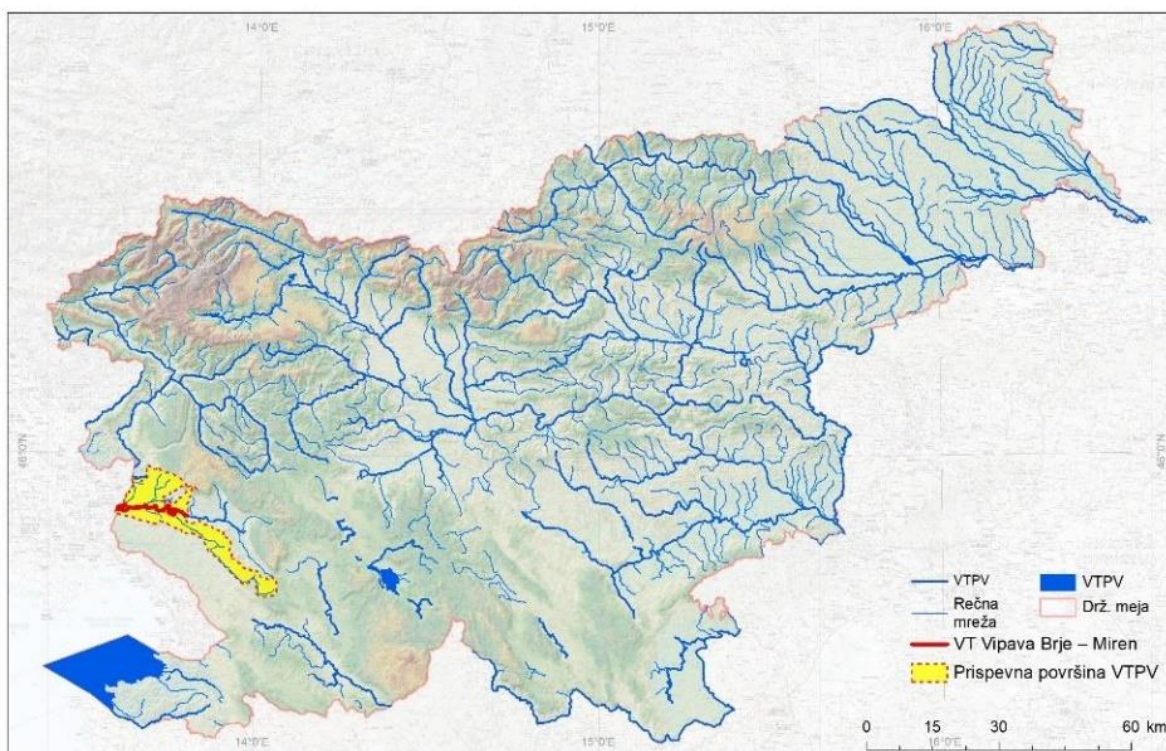 14°0'E
15°0'E
16°0'E
46°0'N
46°0'N
VTPV
VTPV
Rečna
mreža
Drž. meja
VT Vipava Brje – Miren
Prispevna površina VTPV
0 15 30 60 km
14°0'E
15°0'E
16°0'E